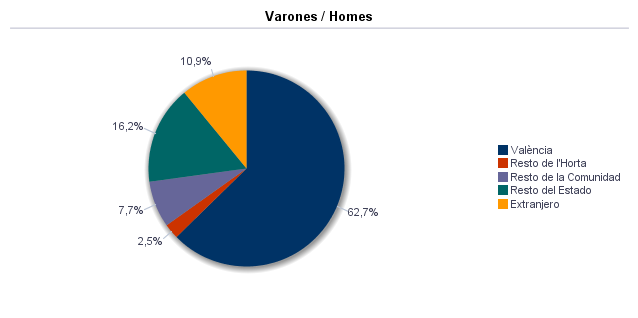 Varones / Homes
10,9%
16,2%
7,7%
2,5%
62,7%
València
Resto de l'Horta
Resto de la Comunidad
Resto del Estado
Extranjero